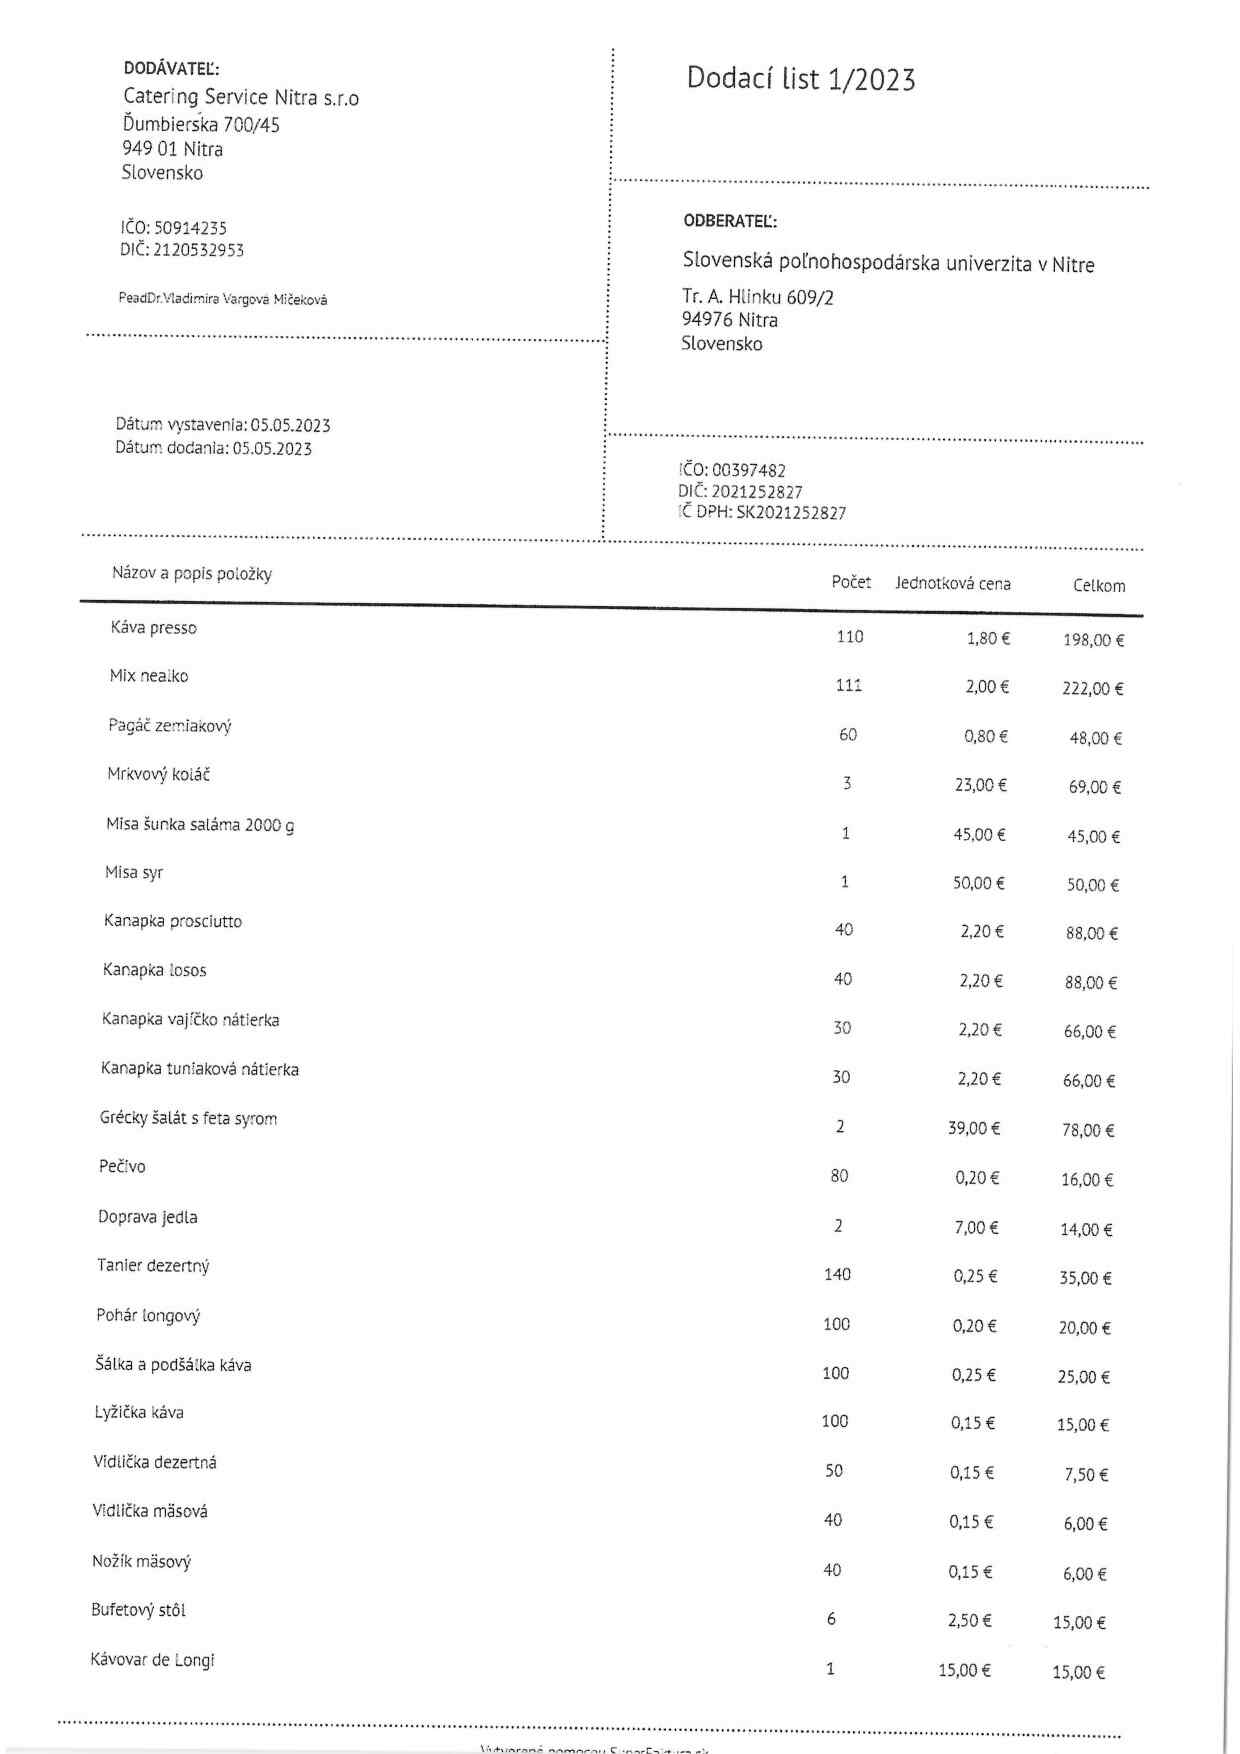 DODÁVATEĽ:
Catering Service Nitra s.r.o
Ďumbierska 700/45
949 01 Nitra
Slovensko
IČO: 50914235
DIČ: 2120532953
PeadDr.Vladimíra Vargová Mičeková
Dátum vystavenia: 05.05.2023
Dátum dodania: 05.05.2023
Dodací list 1/2023
ODBERATEĽ:
Slovenská poľnohospodárska univerzita v Nitre
Tr. A. Hlinku 609/2
94976 Nitra
Slovensko
IČO: 00397482
DIČ: 2021252827
IČ DPH: SK2021252827
Názov a popis položky Počet Jednotková cena Celkom
Káva presso 110 1,80 € 198,00 €
Mix nealko 111 2,00 € 222,00 €
Pagáč zemiakový 60 0,80 € 48,00 €
Mrkvový koláč 3 23,00 € 69,00 €
Misa šunka saláma 2000 g 1 45,00 € 45,00 €
Misa syr 1 50,00 € 50,00 €
Kanapka prosciutto 40 2,20 € 88,00 €
Kanapka losos 40 2,20 € 88,00 €
Kanapka vajíčko nátierka 30 2,20 € 66,00 €
Kanapka tuniaková nátierka 30 2,20 € 66,00 €
Grécky šalát s feta syrom 2 39,00 € 78,00 €
Pečivo 80 0,20 € 16,00 €
Doprava jedla 2 7,00 € 14,00 €
Tanier dezertný 140 0,25 € 35,00 €
Pohár longový 100 0,20 € 20,00 €
Šálka a podšálka káva 100 0,25 € 25,00 €
Lyžička káva 100 0,15 € 15,00 €
Vidlička dezertná 50 0,15 € 7,50 €
Vidlička mäsová 40 0,15 € 6,00 €
Nožík mäsový 40 0,15 € 6,00 €
Bufetový stôl 6 2,50 € 15,00 €
Kávovar de Longi 1 15,00 € 15,00 €